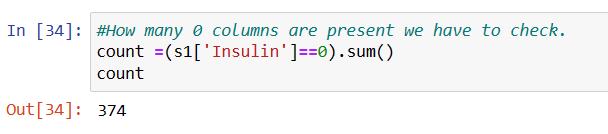 In [34]: #How many 0 columns are present we have to check.
count =(s1['Insulin']==0).sum()
count
Out[34]: 374